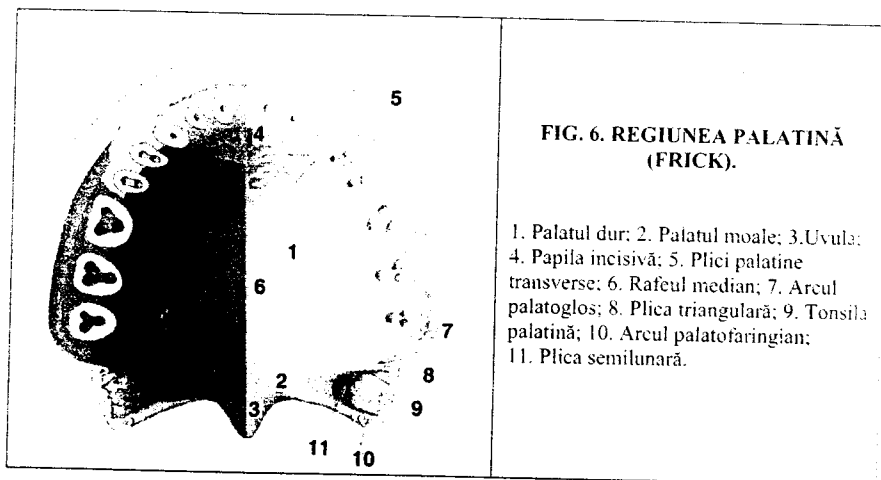 5
4
1
6
7
2
8
3
9
11
10
FIG. 6. REGIUNEA PALATINĂ
(FRICK).
1. Palatul dur; 2. Palatul moale; 3.Uvula;
4. Papila incisivă; 5. Plici palatine
transverse; 6. Rafeul median; 7. Arcul
palatoglos; 8. Plica triangulară; 9. Tonsila
palatină; 10. Arcul palatofaringian;
11. Plica semilunară.